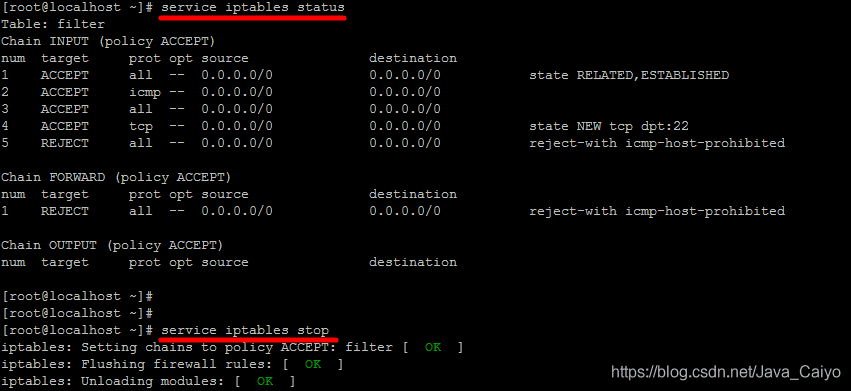 [root@localhost ~]# service iptables status
Table: filter
Chain INPUT (policy ACCEPT)
num  target     prot opt source               destination
1    ACCEPT     all  --  0.0.0.0/0            0.0.0.0/0           state RELATED,ESTABLISHED
2    ACCEPT     icmp --  0.0.0.0/0            0.0.0.0/0
3    ACCEPT     all  --  0.0.0.0/0            0.0.0.0/0
4    ACCEPT     tcp  --  0.0.0.0/0            0.0.0.0/0           state NEW tcp dpt:22
5    REJECT     all  --  0.0.0.0/0            0.0.0.0/0           reject-with icmp-host-prohibited
Chain FORWARD (policy ACCEPT)
num  target     prot opt source               destination
1    REJECT     all  --  0.0.0.0/0            0.0.0.0/0           reject-with icmp-host-prohibited
Chain OUTPUT (policy ACCEPT)
num  target     prot opt source               destination
[root@localhost ~]#
[root@localhost ~]#
[root@localhost ~]# service iptables stop
iptables: Setting chains to policy ACCEPT: filter [  OK  ]
iptables: Flushing firewall rules: [  OK  ]
iptables: Unloading modules: [  OK  ]
https://blog.csdn.net/Java_Caiyo